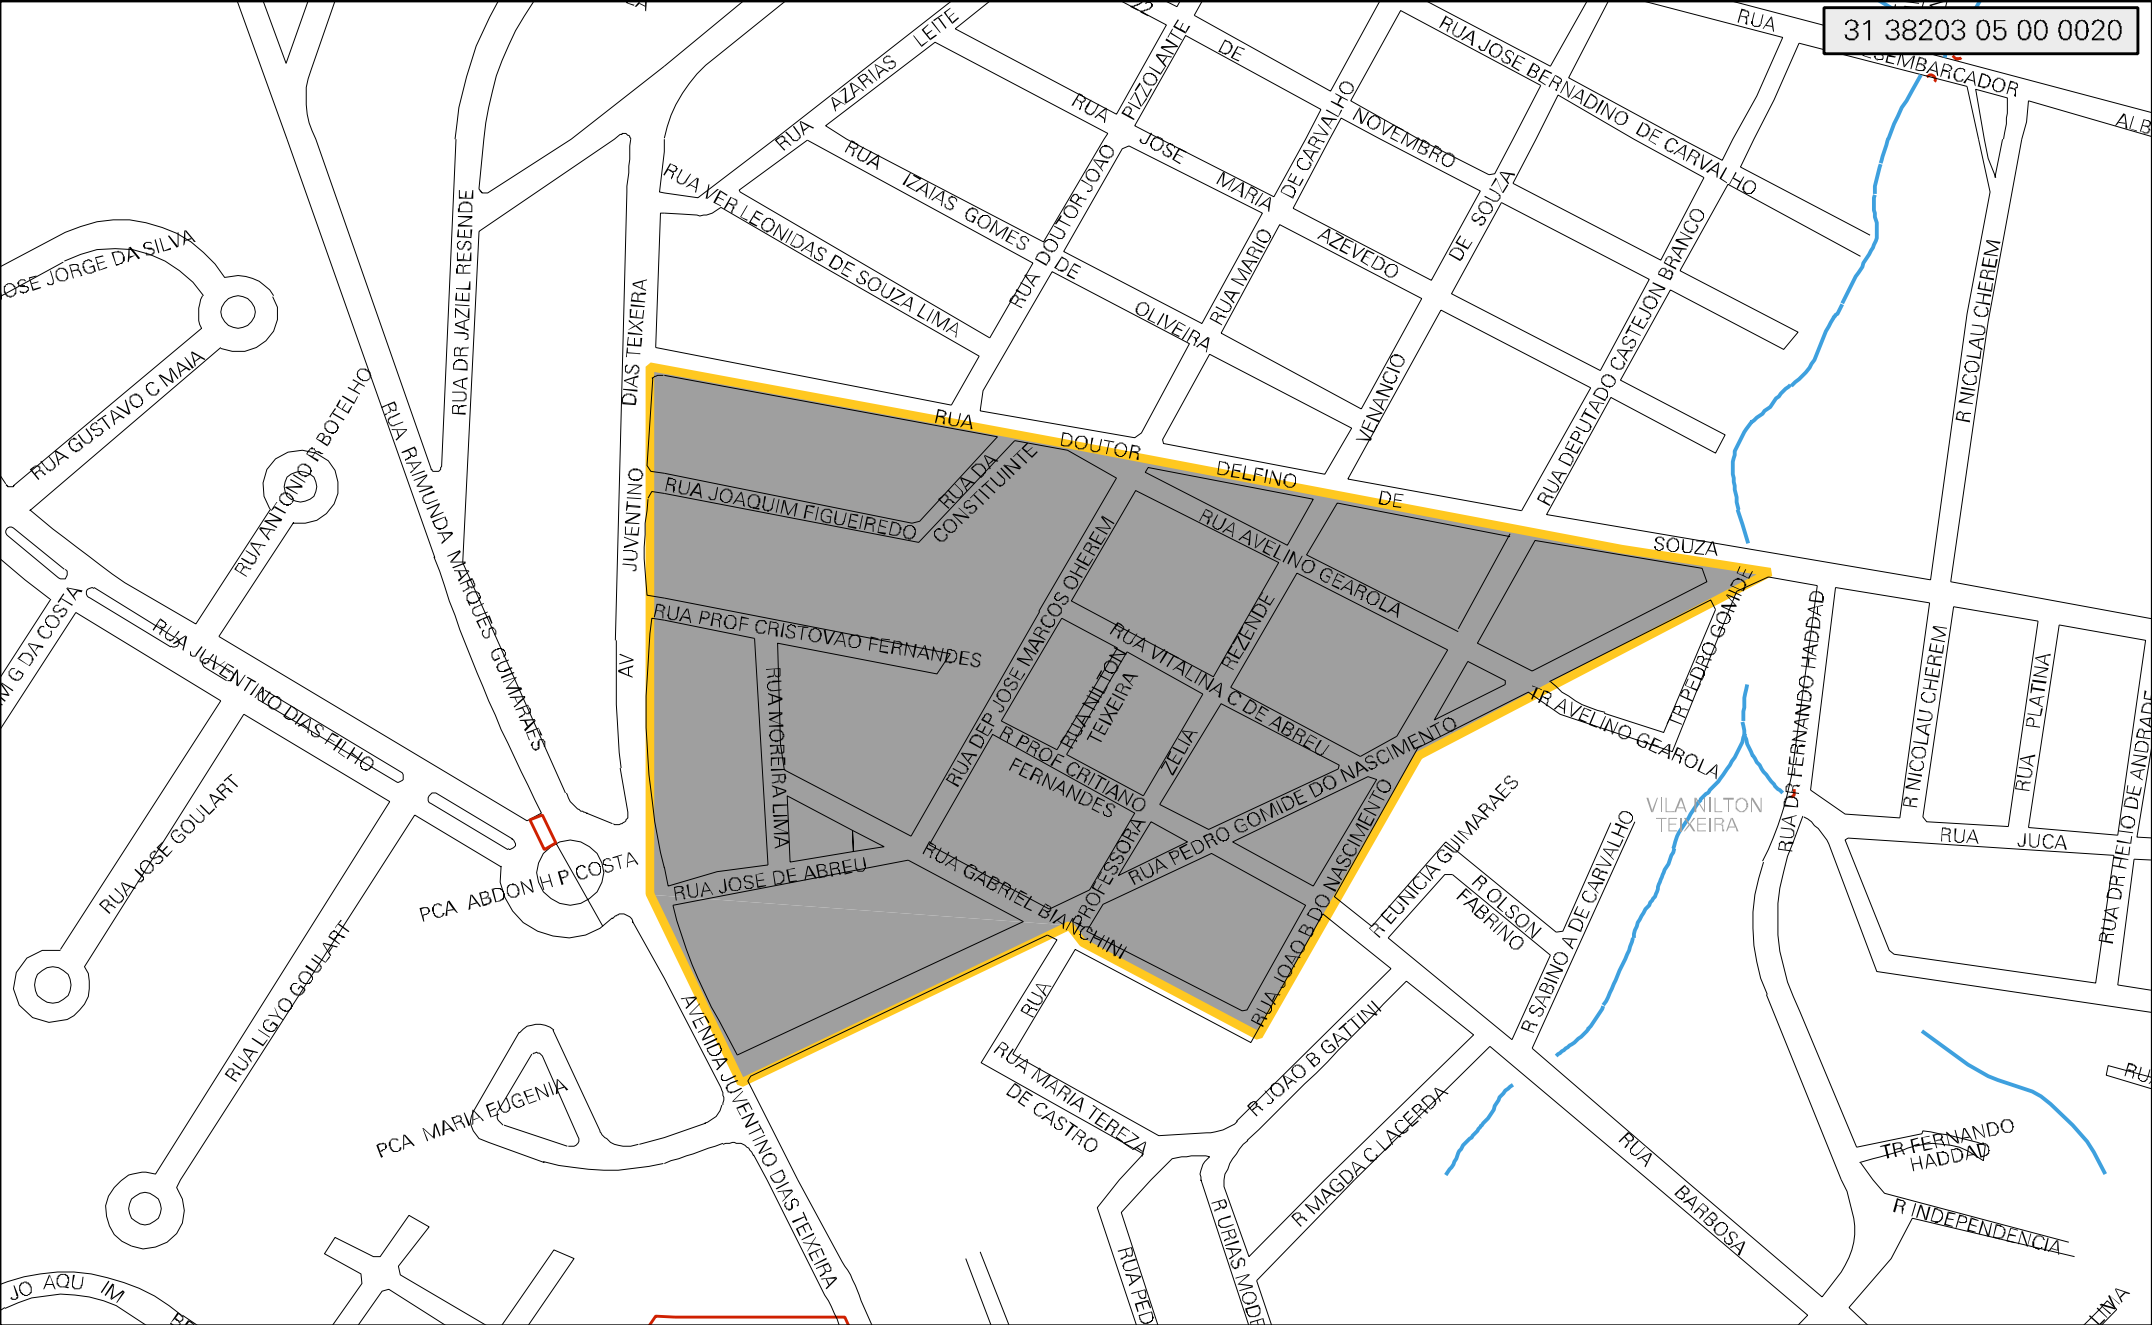 31 38203 05 00 0020
RUA
ALB
RUA AZARIAS LEITE
PIZZOLANTE
DE
RUA JOSE BERNADINO DE CARVALHO
RUA JOSE MARIA AZEVEDO
NOVEMBRO
DE CARVALHO
RUA IZAIAS GOMES DE OLIVEIRA
RUA VER LEONIDAS DE SOUZA LIMA
RUA DOUTOR JOAO
RUA MARIO
DE SOUZA
VENANCIO
RUA DEPUTADO CASTEJON BRANCO
R NICOLAU CHEREM
RUA DR JAZIEL RESENDE
OSE JORGE DA SILVA
RUA GUSTAVO C MAIA
RUA ANTONIO R BOTELHO
RUA RAIMUNDA MARQUES GUIMARAES
AV JUVENTINO DIAS TEIXEIRA
RUA DOUTOR DELFINO DE SOUZA
RUA JOAQUIM FIGUEIREDO
RUA DA
CONSTITUINTE
RUA AVELINO GEAROLA
RUA DEP JOSE MARCOS CHEREM
REZENDE
RUA PROF CRISTOVAO FERNANDES
RUA MOREIRA LIMA
RUA VITALINA C DE ABREU
RUA NILTON
TEIXEIRA
R PROF CRITIANO
FERNANDES
ZELIA
PROFESSORA
RUA
RUA PEDRO GOMIDE DO NASCIMENTO
TR AVELINO GEAROLA
TR PEDRO GOMIDE
RUA DR FERNANDO HADDAD
R NICOLAU CHEREM
RUA PLATINA
RUA DR HELIO DE ANDRADE
RUA JUCA
VILA NILTON
TEIXEIRA
M G DA COSTA
RUA JUVENTINO DIAS FILHO
RUA JOSE GOULART
RUA LIGYO GOULART
PCA ABDON H P COSTA
RUA JOSE DE ABREU
RUA GABRIEL BIANCHINI
RUA JOAO B DO NASCIMENTO
R EUNICIA GUIMARAES
R OLSON
FABRINO
R SABINO A DE CARVALHO
AVENIDA JUVENTINO DIAS TEIXEIRA
PCA MARIA EUGENIA
RUA MARIA TEREZA
DE CASTRO
R JOAO B GATTINI
R MAGDA C LACERDA
RUA BARBOSA
TR FERNANDO
HADDAD
R INDEPENDENCIA
RU
JO AQU IM
RUA PED
R URIAS MODE